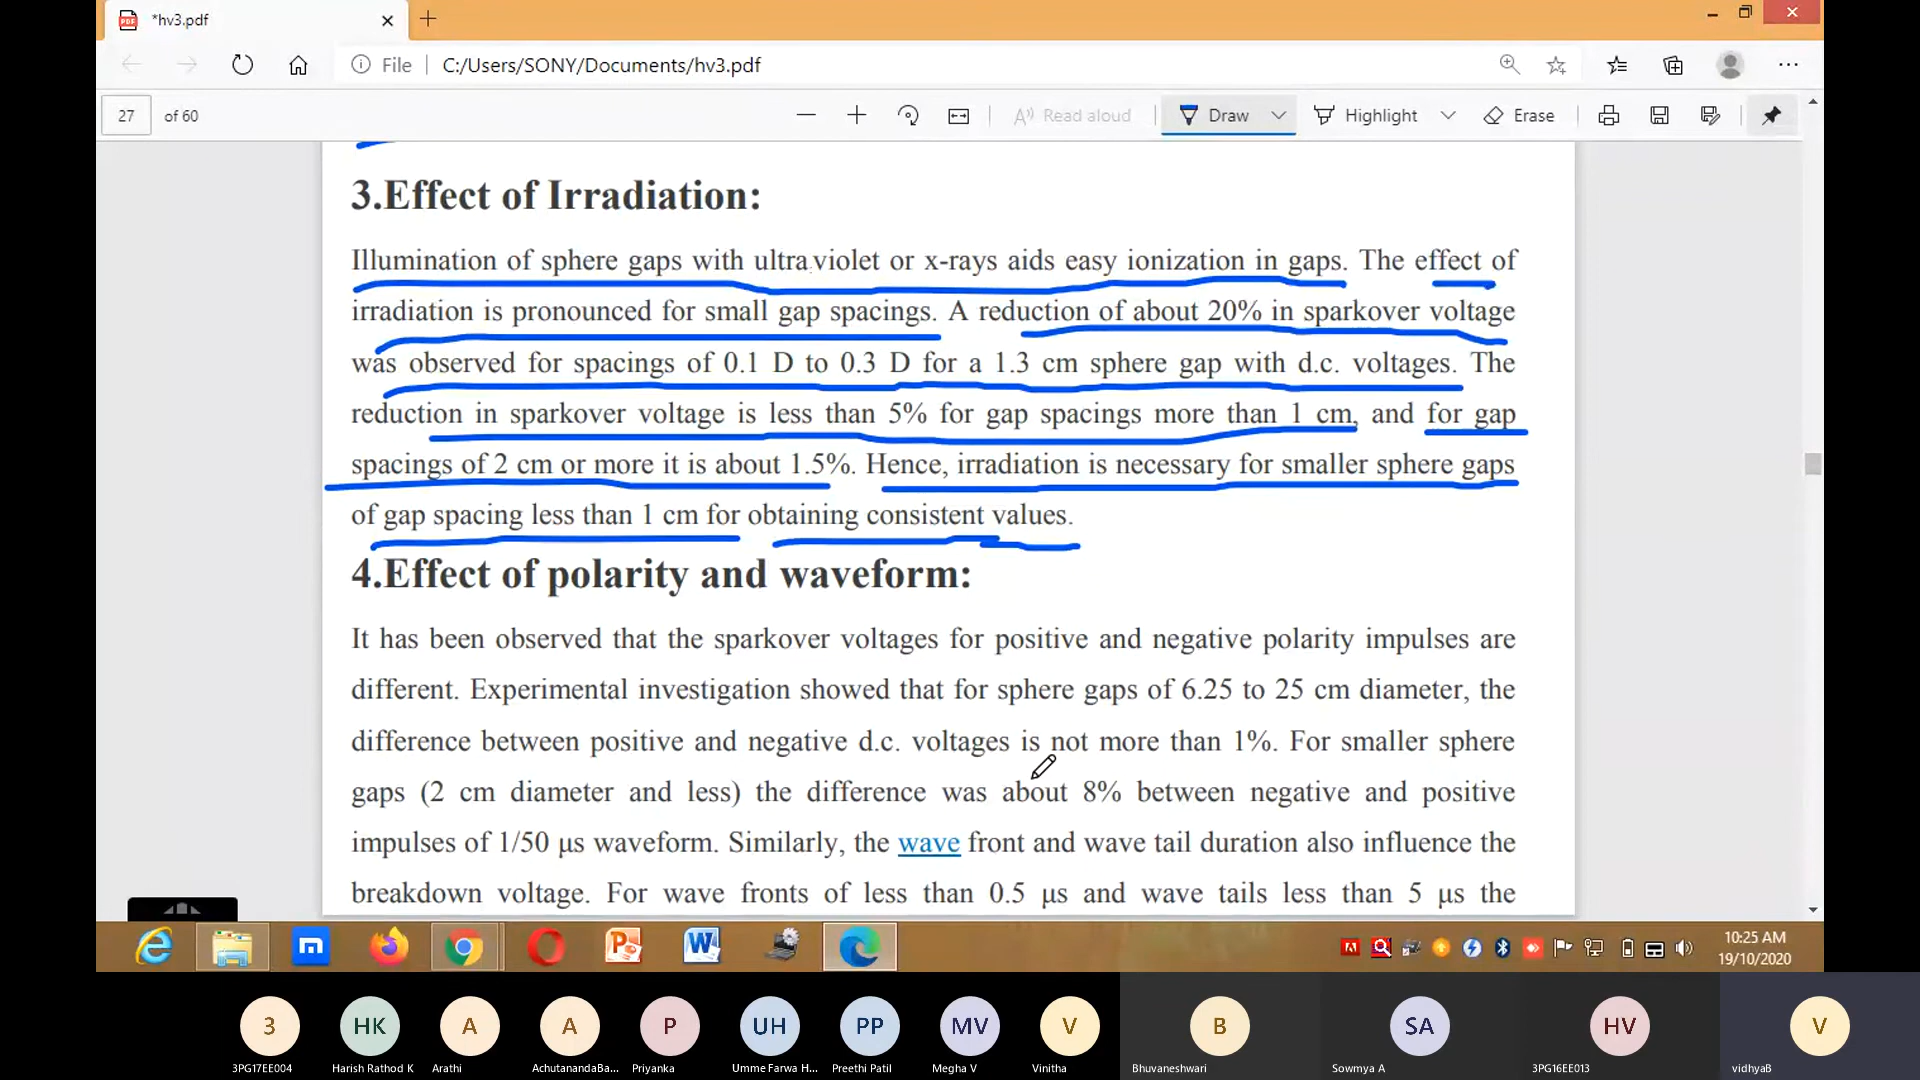 *hv3.pdf
File C:/Users/SONY/Documents/hv3.pdf
27 of 60 Read aloud Draw Highlight Erase
3.Effect of Irradiation:
Illumination of sphere gaps with ultra violet or x-rays aids easy ionization in gaps. The effect of
irradiation is pronounced for small gap spacings. A reduction of about 20% in sparkover voltage
was observed for spacings of 0.1 D to 0.3 D for a 1.3 cm sphere gap with d.c. voltages. The
reduction in sparkover voltage is less than 5% for gap spacings more than 1 cm, and for gap
spacings of 2 cm or more it is about 1.5%. Hence, irradiation is necessary for smaller sphere gaps
of gap spacing less than 1 cm for obtaining consistent values.
4.Effect of polarity and waveform:
It has been observed that the sparkover voltages for positive and negative polarity impulses are
different. Experimental investigation showed that for sphere gaps of 6.25 to 25 cm diameter, the
difference between positive and negative d.c. voltages is not more than 1%. For smaller sphere
gaps (2 cm diameter and less) the difference was about 8% between negative and positive
impulses of 1/50 μs waveform. Similarly, the wave front and wave tail duration also influence the
breakdown voltage. For wave fronts of less than 0.5 μs and wave tails less than 5 μs the
10:25 AM
19/10/2020
3 HK A A P UH PP MV V B SA HV V
3PG17EE004 Harish Rathod K Arathi AchutanandaBa... Priyanka Umme Farwa H... Preethi Patil Megha V Vinitha Bhuvaneshwari Sowmya A 3PG16EE013 vidhyaB